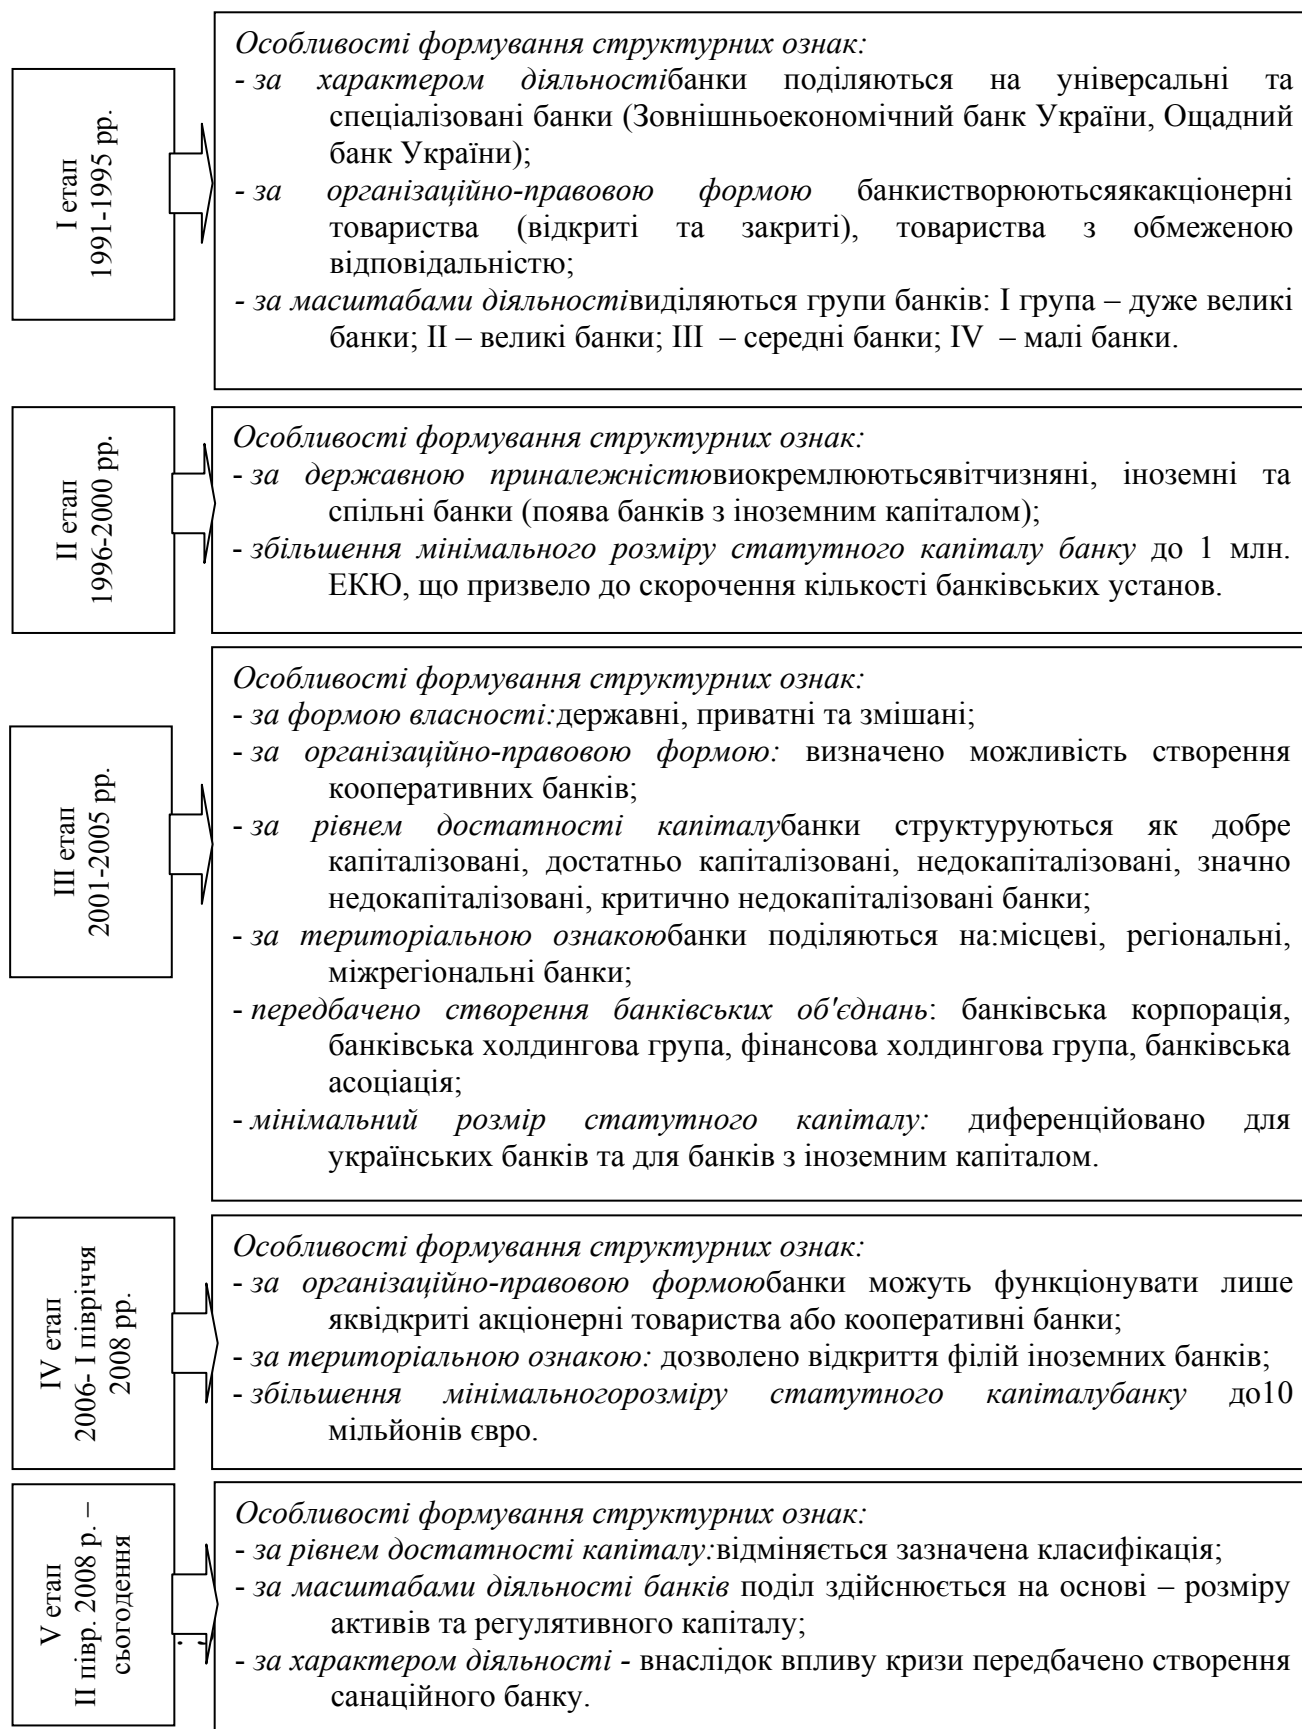 І етап
1991-1995 рр.
Особливості формування структурних ознак:
- за характером діяльностібанки поділяються на універсальні та
спеціалізовані банки (Зовнішньоекономічний банк України, Ощадний
банк України);
- за організаційно-правовою формою банкистворюютьсяякакціонерні
товариства (відкриті та закриті), товариства з обмеженою
відповідальністю;
- за масштабами діяльностівиділяються групи банків: І група – дуже великі
банки; ІІ – великі банки; ІІІ – середні банки; IV – малі банки.
ІІ етап
1996-2000 рр.
Особливості формування структурних ознак:
- за державною приналежністювиокремлюютьсявітчизняні, іноземні та
спільні банки (поява банків з іноземним капіталом);
- збільшення мінімального розміру статутного капіталу банку до 1 млн.
ЕКЮ, що призвело до скорочення кількості банківських установ.
ІІІ етап
2001-2005 рр.
Особливості формування структурних ознак:
- за формою власності:державні, приватні та змішані;
- за організаційно-правовою формою: визначено можливість створення
кооперативних банків;
- за рівнем достатності капіталубанки структуруються як добре
капіталізовані, достатньо капіталізовані, недокапіталізовані, значно
недокапіталізовані, критично недокапіталізовані банки;
- за територіальною ознакоюбанки поділяються на:місцеві, регіональні,
міжрегіональні банки;
- передбачено створення банківських об'єднань: банківська корпорація,
банківська холдингова група, фінансова холдингова група, банківська
асоціація;
- мінімальний розмір статутного капіталу: диференційовано для
українських банків та для банків з іноземним капіталом.
IV етап
2006- І півріччя
2008 рр.
Особливості формування структурних ознак:
- за організаційно-правовою формоюбанки можуть функціонувати лише
яквідкриті акціонерні товариства або кооперативні банки;
- за територіальною ознакою: дозволено відкриття філій іноземних банків;
- збільшення мінімальногорозміру статутного капіталубанку до10
мільйонів євро.
V етап
ІІ півр. 2008 р. –
сьогодення
Особливості формування структурних ознак:
- за рівнем достатності капіталу:відміняється зазначена класифікація;
- за масштабами діяльності банків поділ здійснюється на основі – розміру
активів та регулятивного капіталу;
- за характером діяльності - внаслідок впливу кризи передбачено створення
санаційного банку.